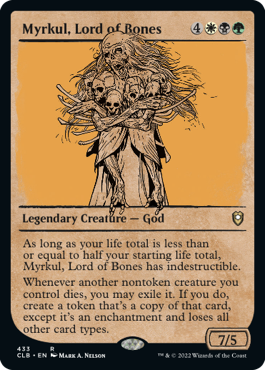 Myrkul, Lord of Bones 4
Legendary Creature — God
As long as your life total is less than
or equal to half your starting life total,
Myrkul, Lord of Bones has indestructible.
Whenever another nontoken creature you
control dies, you may exile it. If you do,
create a token that's a copy of that card,
except it's an enchantment and loses all
other card types.
7/5
433 R
CLB • EN MARK A. NELSON
™ & © 2022 Wizards of the Coast